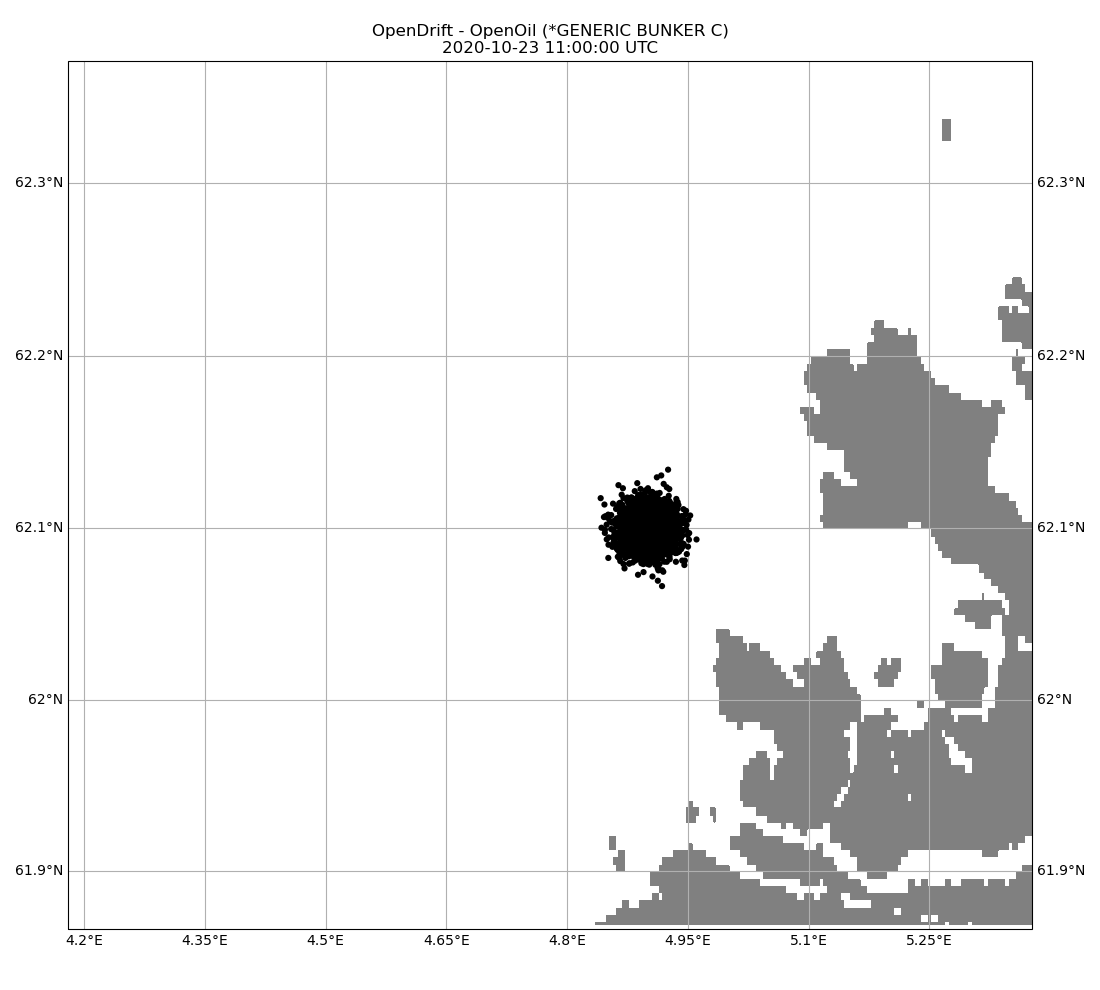 OpenDrift - OpenOil (*GENERIC BUNKER C)
2020-10-23 11:00:00 UTC
62.3°N 62.3°N
62.2°N 62.2°N
62.1°N 62.1°N
62°N 62°N
61.9°N 61.9°N
4.2°E 4.35°E 4.5°E 4.65°E 4.8°E 4.95°E 5.1°E 5.25°E